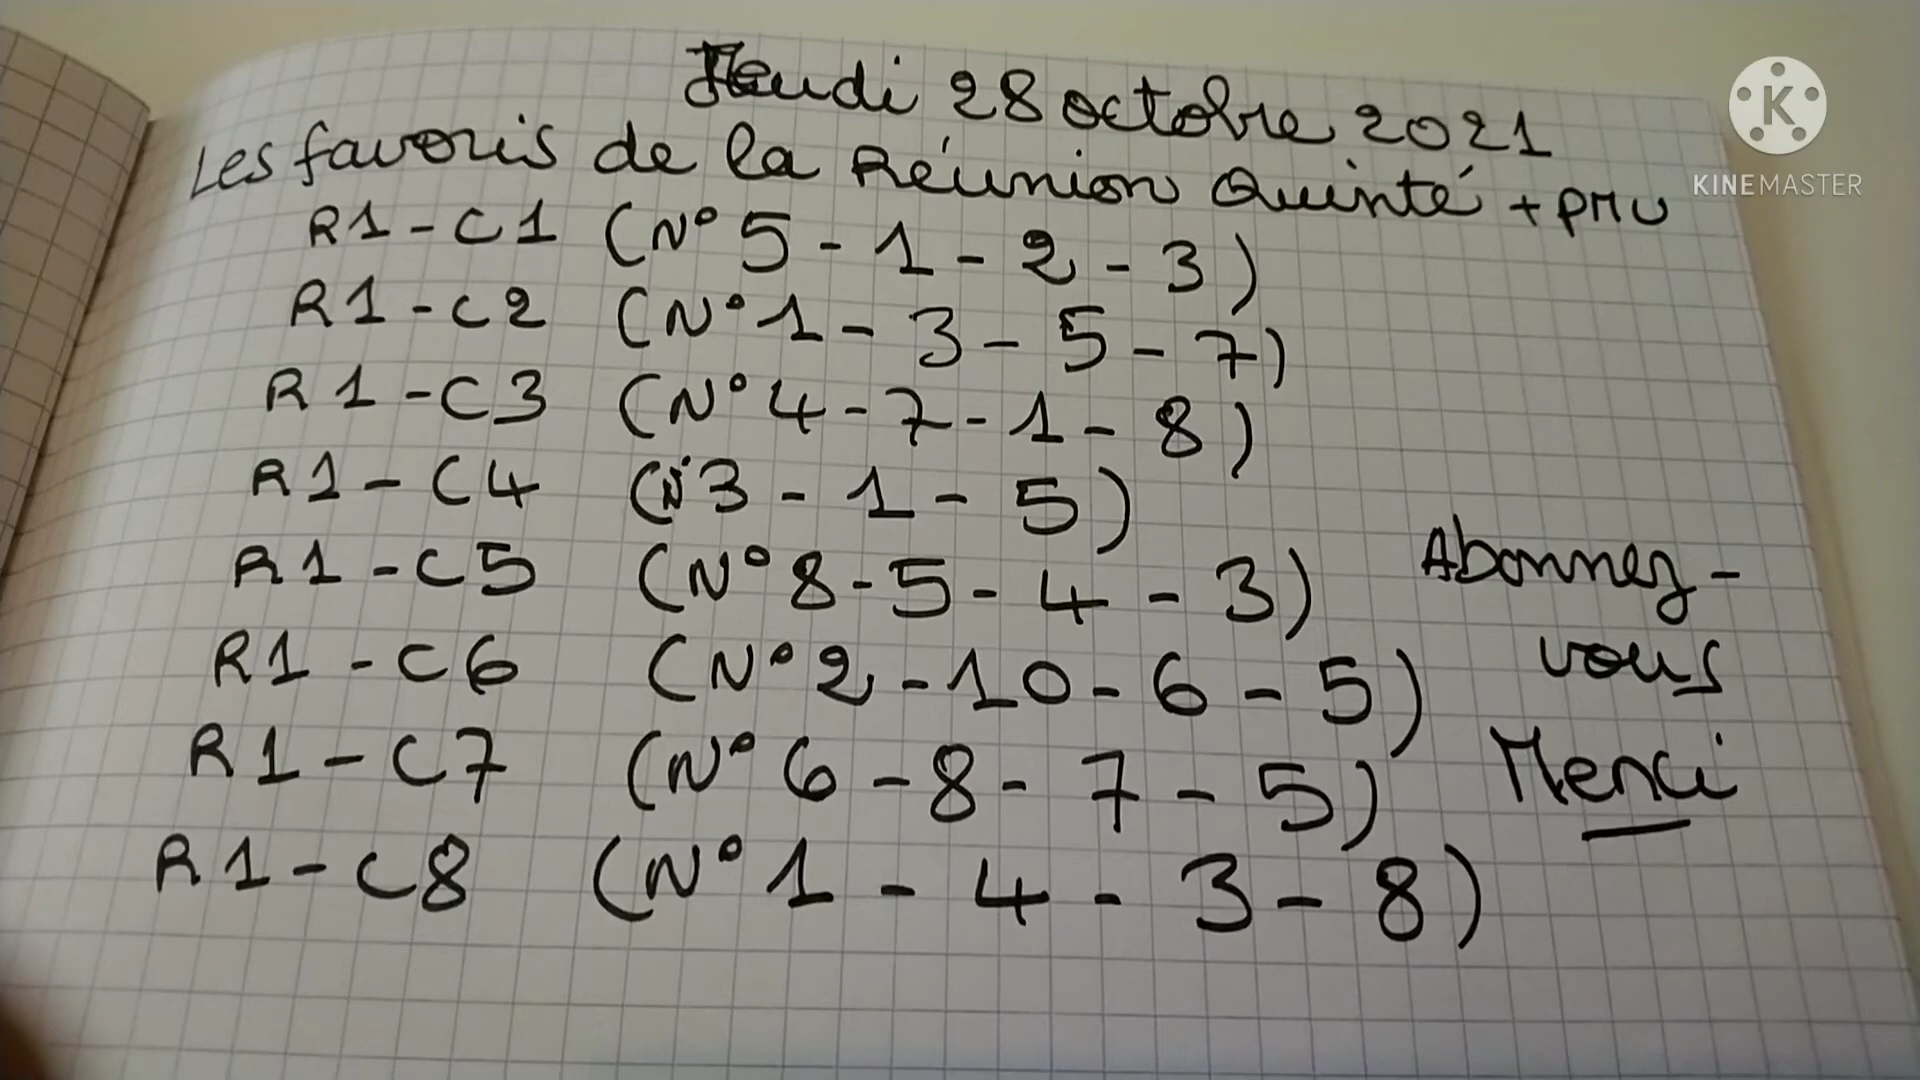 Jeudi 28 octobre 2021
Les favoris de la Réunion Quinté + PMU
R1 - C1 (N° 5 - 1 - 2 - 3)
R1 - C2 (N° 1 - 3 - 5 - 7)
R1 - C3 (N° 4 - 7 - 1 - 8)
R1 - C4 (N° 3 - 1 - 5)
R1 - C5 (N° 8 - 5 - 4 - 3)
R1 - C6 (N° 2 - 10 - 6 - 5)
R1 - C7 (N° 6 - 8 - 7 - 5)
R1 - C8 (N° 1 - 4 - 3 - 8)
Abonnez -
vous
Merci
K
KINEMASTER